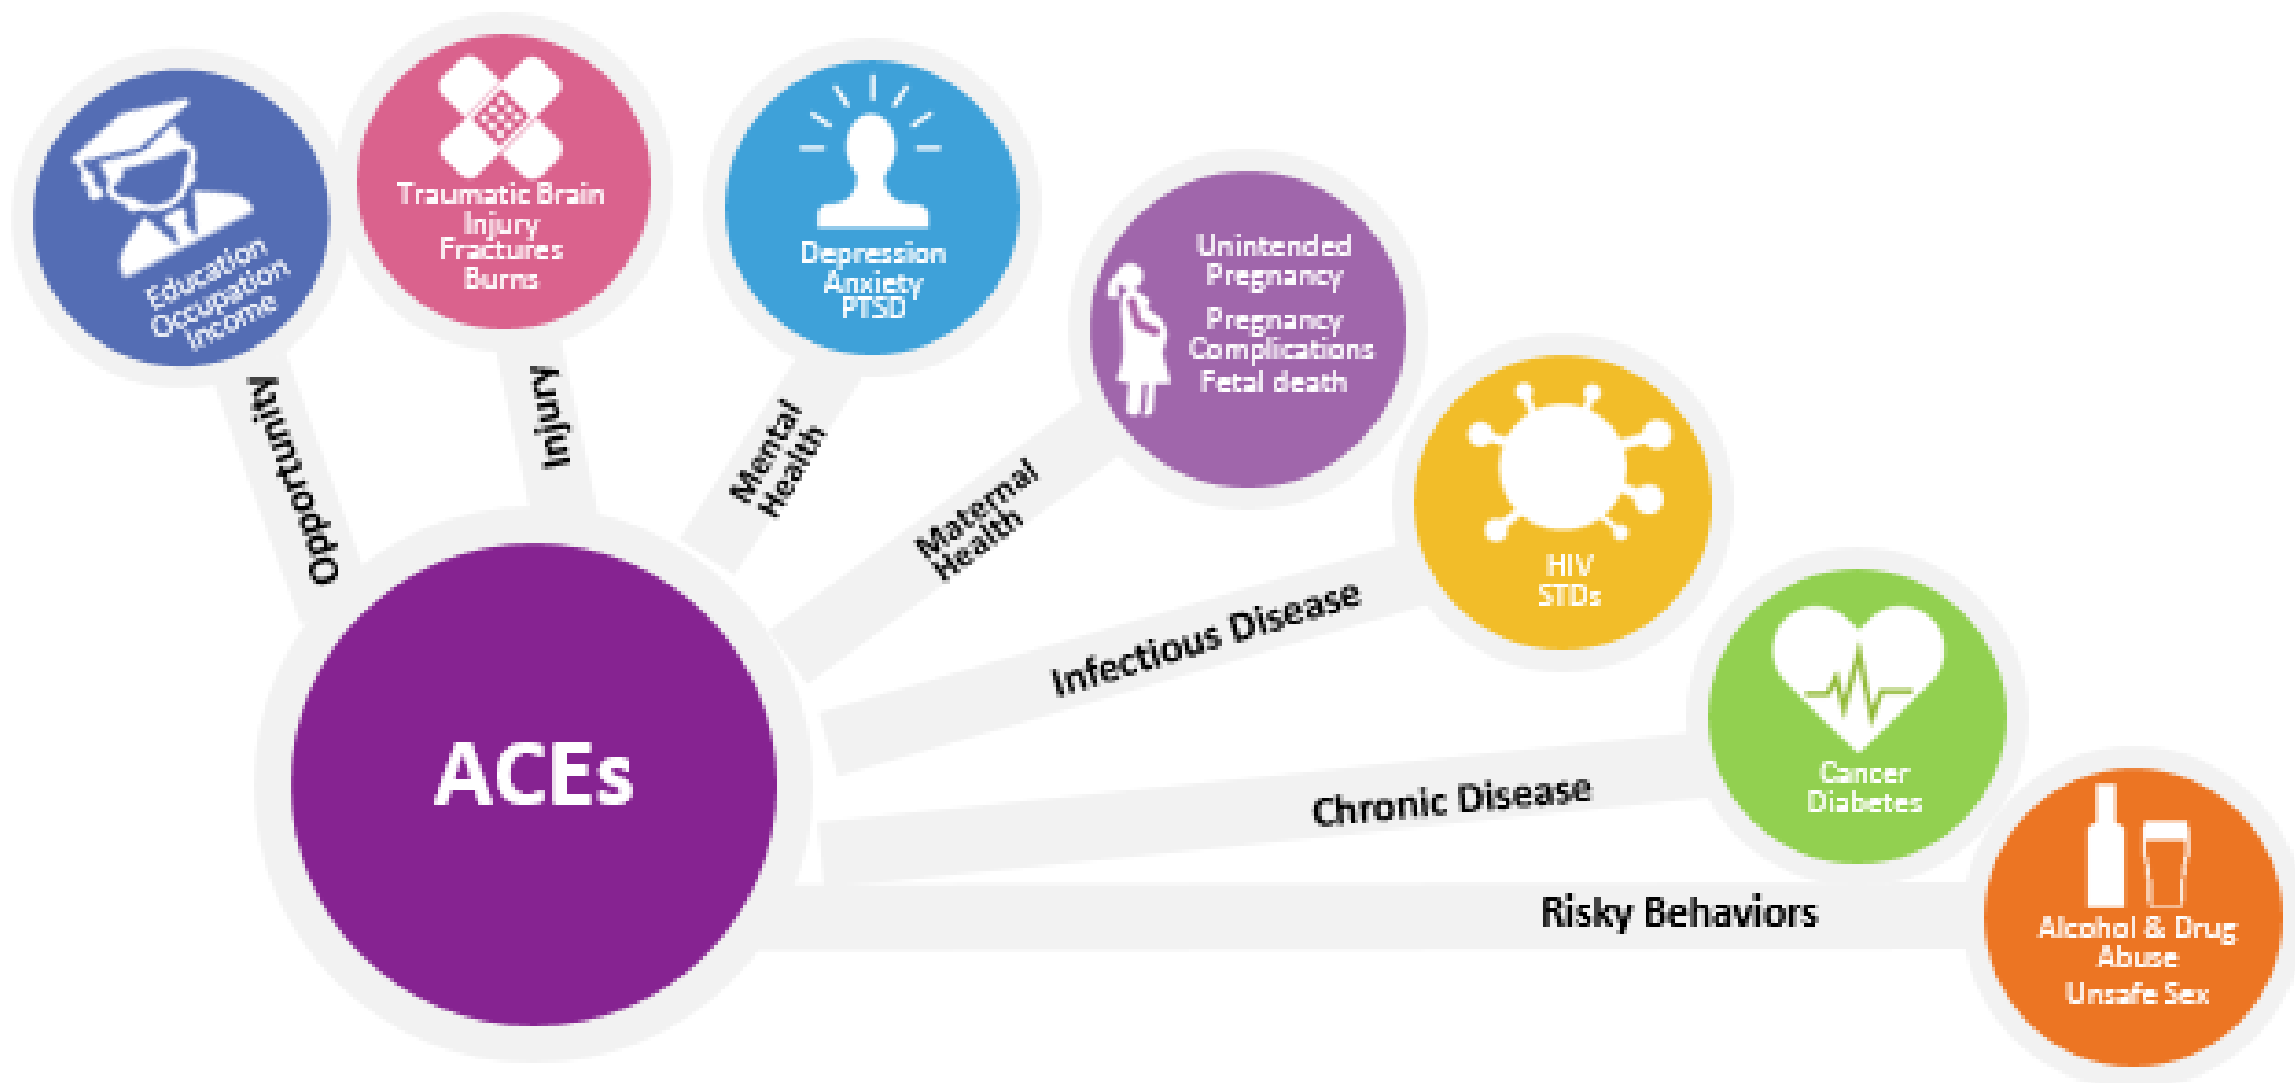 Education
Occupation
Income
Opportunity
Traumatic Brain
Injury
Fractures
Burns
Injury
Depression
Anxiety
PTSD
Mental
Health
Unintended
Pregnancy
Pregnancy
Complications
Fetal death
Maternal
Health
HIV
STDs
Infectious Disease
Cancer
Diabetes
Chronic Disease
Alcohol & Drug
Abuse
Unsafe Sex
Risky Behaviors
ACEs